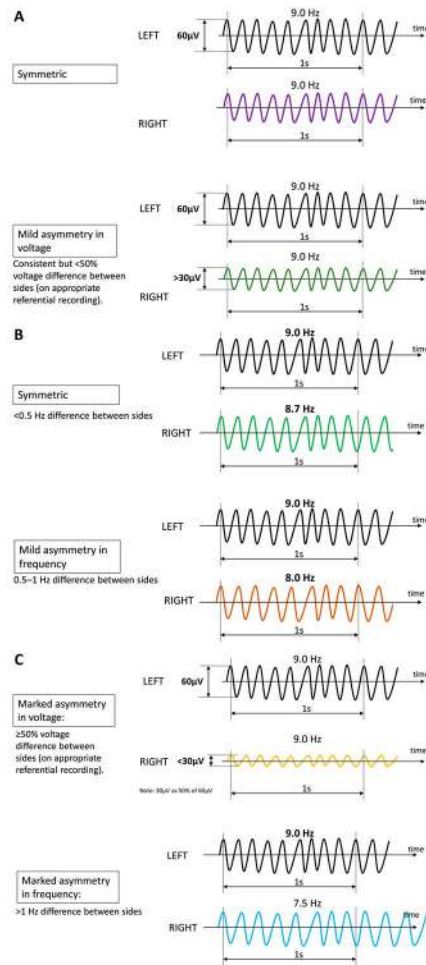 A
9.0 Hz
LEFT
60µV
time
1s
Symmetric
9.0 Hz
RIGHT
time
1s
9.0 Hz
LEFT
60µV
time
1s
Mild asymmetry in
voltage
Consistent but <50%
voltage difference between
sides (on appropriate
referential recording).
9.0 Hz
>30µV
RIGHT
time
1s
B
9.0 Hz
LEFT
time
1s
Symmetric
<0.5 Hz difference between sides
8.7 Hz
RIGHT
time
1s
9.0 Hz
LEFT
time
1s
Mild asymmetry in
frequency
0.5–1 Hz difference between sides
8.0 Hz
RIGHT
time
1s
C
9.0 Hz
LEFT
60µV
time
1s
Marked asymmetry
in voltage:
≥50% voltage
difference between
sides (on appropriate
referential recording).
9.0 Hz
RIGHT
<30µV
time
Note: 30µV as 50% of 60µV
1s
9.0 Hz
LEFT
time
1s
Marked asymmetry
in frequency:
>1 Hz difference between sides
7.5 Hz
RIGHT
time
1s